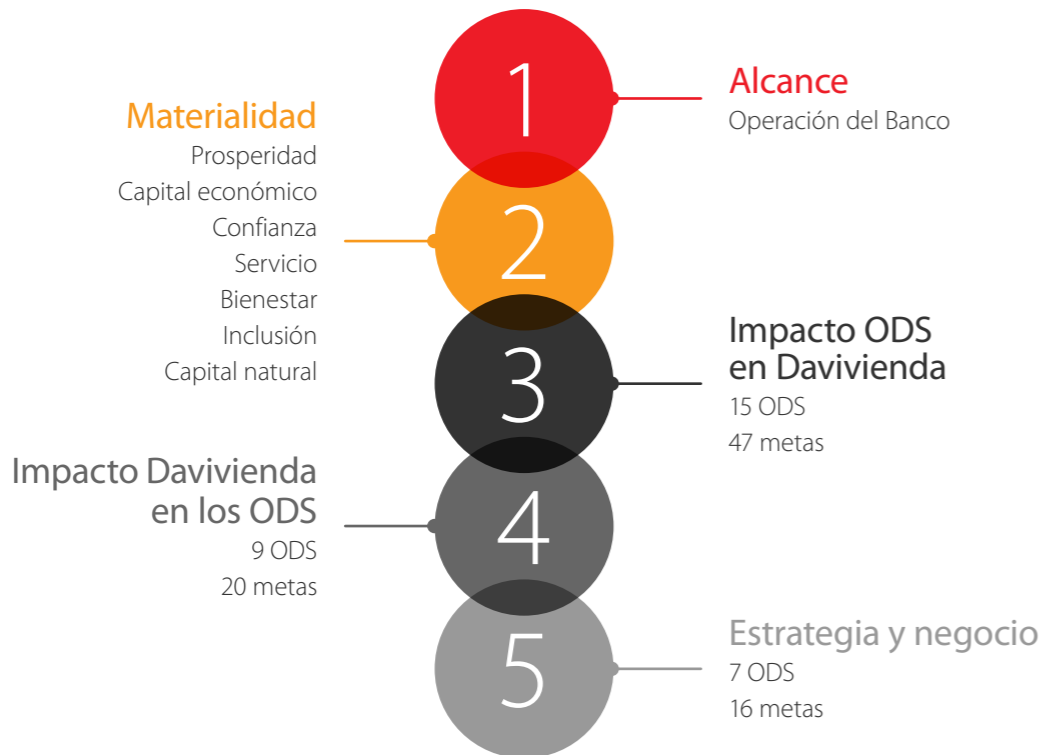 1
Alcance
Operación del Banco
Materialidad
Prosperidad
Capital económico
Confianza
Servicio
Bienestar
Inclusión
Capital natural
2
3
Impacto ODS
en Davivienda
15 ODS
47 metas
Impacto Davivienda
en los ODS
9 ODS
20 metas
4
5
Estrategia y negocio
7 ODS
16 metas